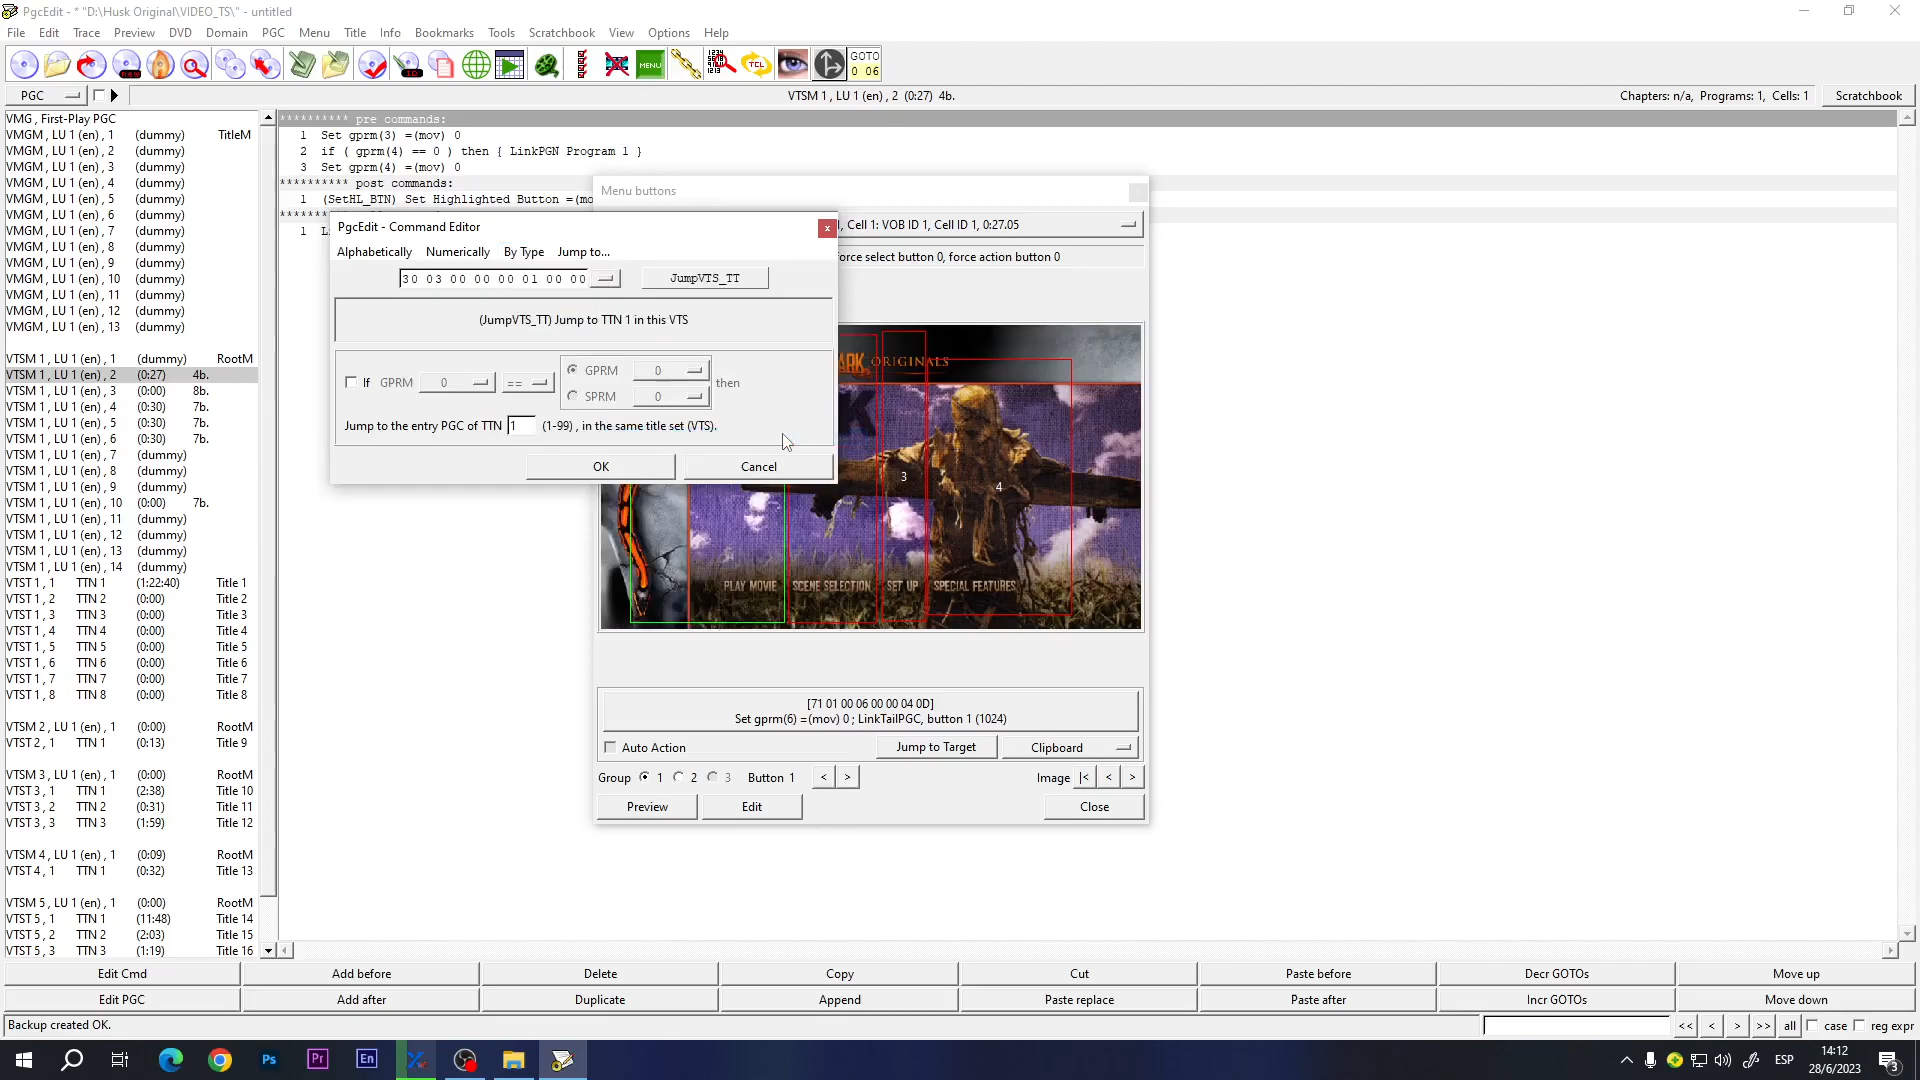 PgcEdit - * "D:\Husk Original\VIDEO_TS\" - untitled
File Edit Trace Preview DVD Domain PGC Menu Title Info Bookmarks Tools Scratchbook View Options Help
GOTO
0 06
PGC
VTSM 1 , LU 1 (en) , 2 (0:27) 4b.
Chapters: n/a, Programs: 1, Cells: 1
Scratchbook
VMG , First-Play PGC
VMGM , LU 1 (en) , 1 (dummy) TitleM
VMGM , LU 1 (en) , 2 (dummy)
VMGM , LU 1 (en) , 3 (dummy)
VMGM , LU 1 (en) , 4 (dummy)
VMGM , LU 1 (en) , 5 (dummy)
VMGM , LU 1 (en) , 6 (dummy)
VMGM , LU 1 (en) , 7 (dummy)
VMGM , LU 1 (en) , 8 (dummy)
VMGM , LU 1 (en) , 9 (dummy)
VMGM , LU 1 (en) , 10 (dummy)
VMGM , LU 1 (en) , 11 (dummy)
VMGM , LU 1 (en) , 12 (dummy)
VMGM , LU 1 (en) , 13 (dummy)
VTSM 1 , LU 1 (en) , 1 (dummy) RootM
VTSM 1 , LU 1 (en) , 2 (0:27) 4b.
VTSM 1 , LU 1 (en) , 3 (0:00) 8b.
VTSM 1 , LU 1 (en) , 4 (0:30) 7b.
VTSM 1 , LU 1 (en) , 5 (0:30) 7b.
VTSM 1 , LU 1 (en) , 6 (0:30) 7b.
VTSM 1 , LU 1 (en) , 7 (dummy)
VTSM 1 , LU 1 (en) , 8 (dummy)
VTSM 1 , LU 1 (en) , 9 (dummy)
VTSM 1 , LU 1 (en) , 10 (0:00) 7b.
VTSM 1 , LU 1 (en) , 11 (dummy)
VTSM 1 , LU 1 (en) , 12 (dummy)
VTSM 1 , LU 1 (en) , 13 (dummy)
VTSM 1 , LU 1 (en) , 14 (dummy)
VTST 1 , 1 TTN 1 (1:22:40) Title 1
VTST 1 , 2 TTN 2 (0:00) Title 2
VTST 1 , 3 TTN 3 (0:00) Title 3
VTST 1 , 4 TTN 4 (0:00) Title 4
VTST 1 , 5 TTN 5 (0:00) Title 5
VTST 1 , 6 TTN 6 (0:00) Title 6
VTST 1 , 7 TTN 7 (0:00) Title 7
VTST 1 , 8 TTN 8 (0:00) Title 8
VTSM 2 , LU 1 (en) , 1 (0:00) RootM
VTST 2 , 1 TTN 1 (0:13) Title 9
VTSM 3 , LU 1 (en) , 1 (0:00) RootM
VTST 3 , 1 TTN 1 (2:38) Title 10
VTST 3 , 2 TTN 2 (0:31) Title 11
VTST 3 , 3 TTN 3 (1:59) Title 12
VTSM 4 , LU 1 (en) , 1 (0:09) RootM
VTST 4 , 1 TTN 1 (0:32) Title 13
VTSM 5 , LU 1 (en) , 1 (0:00) RootM
VTST 5 , 1 TTN 1 (11:48) Title 14
VTST 5 , 2 TTN 2 (2:03) Title 15
VTST 5 , 3 TTN 3 (1:19) Title 16
********** pre commands:
1 Set gprm(3) =(mov) 0
2 if ( gprm(4) == 0 ) then { LinkPGN Program 1 }
3 Set gprm(4) =(mov) 0
********** post commands:
1 (SetHL_BTN) Set Highlighted Button =(mo
1
Menu buttons
, Cell 1: VOB ID 1, Cell ID 1, 0:27.05
orce select button 0, force action button 0
PgcEdit - Command Editor
Alphabetically Numerically By Type Jump to...
30 03 00 00 00 01 00 00
JumpVTS_TT
(JumpVTS_TT) Jump to TTN 1 in this VTS
If GPRM 0 == GPRM 0 then
SPRM 0
Jump to the entry PGC of TTN 1 (1-99) , in the same title set (VTS).
OK Cancel
ARK ORIGINALS
K
3
4
PLAY MOVIE SCENE SELECTION SET UP SPECIAL FEATURES
[71 01 00 06 00 00 04 0D]
Set gprm(6) =(mov) 0 ; LinkTailPGC, button 1 (1024)
Auto Action Jump to Target Clipboard
Group 1 2 3 Button 1 < > Image |< < >
Preview Edit Close
Edit Cmd Add before Delete Copy Cut Paste before Decr GOTOs Move up
Edit PGC Add after Duplicate Append Paste replace Paste after Incr GOTOs Move down
Backup created OK.
<< < > >> all case reg expr
Ps Pr En
ESP
14:12
28/6/2023
3